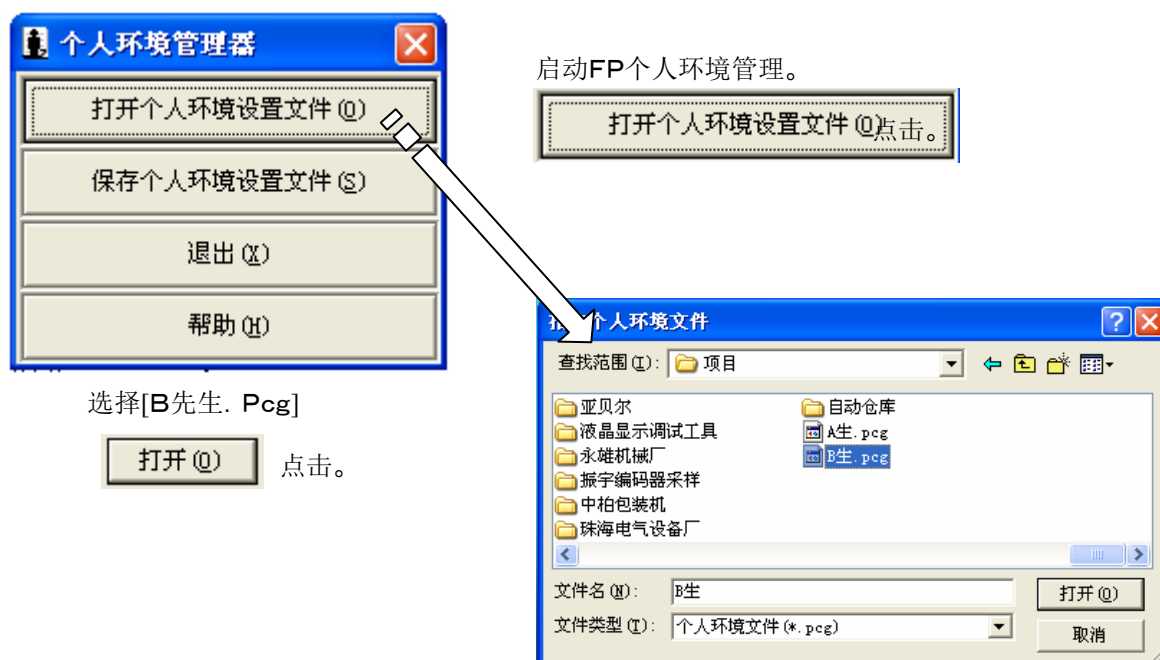 个人环境管理器
打开个人环境设置文件(O)
保存个人环境设置文件(S)
退出(X)
帮助(H)
启动FP个人环境管理。
打开个人环境设置文件(O)点击。
选择[B先生. Pcg]
打开(O) 点击。
个人环境文件
查找范围(I): 项目
亚贝尔
液晶显示调试工具
永雄机械厂
振宇编码器采样
中柏包装机
珠海电气设备厂
自动仓库
A生.pcg
B生.pcg
文件名(N): B生
打开(O)
文件类型(T): 个人环境文件(*.pcg)
取消